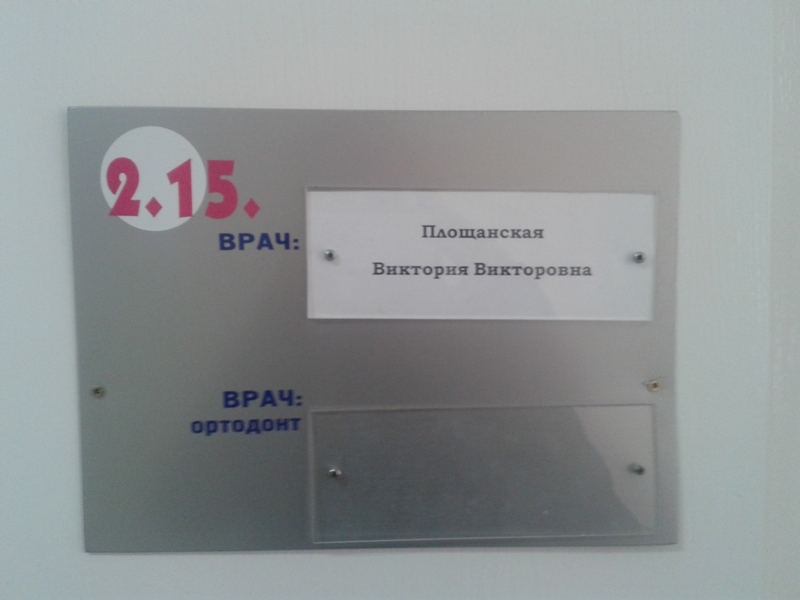 2.15.
ВРАЧ:
Площанская
Виктория Викторовна
ВРАЧ:
ортодонт